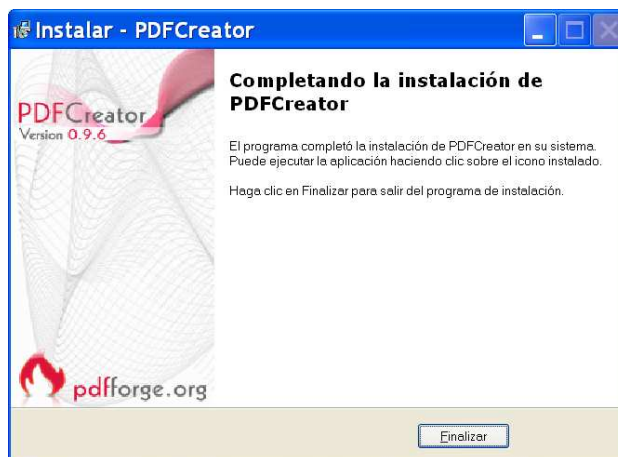 Instalar - PDFCreator
PDFCreator
Version 0.9.6
Completando la instalación de
PDFCreator
El programa completó la instalación de PDFCreator en su sistema.
Puede ejecutar la aplicación haciendo clic sobre el icono instalado.
Haga clic en Finalizar para salir del programa de instalación.
pdfforge.org
Finalizar